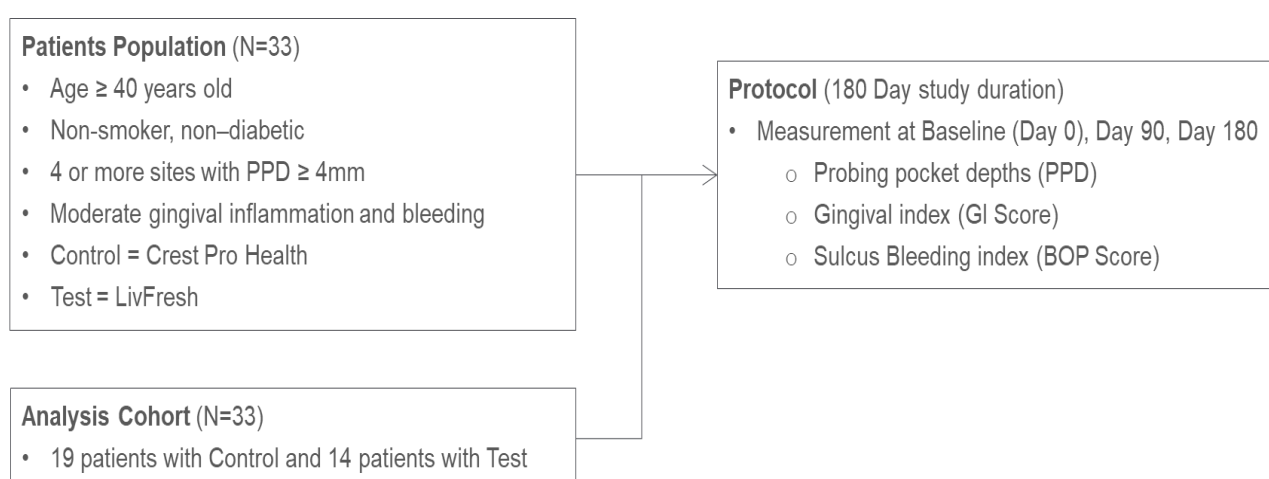 Patients Population (N=33)
• Age ≥ 40 years old
• Non-smoker, non–diabetic
• 4 or more sites with PPD ≥ 4mm
• Moderate gingival inflammation and bleeding
• Control = Crest Pro Health
• Test = LivFresh
Analysis Cohort (N=33)
• 19 patients with Control and 14 patients with Test
Protocol (180 Day study duration)
• Measurement at Baseline (Day 0), Day 90, Day 180
o Probing pocket depths (PPD)
o Gingival index (GI Score)
o Sulcus Bleeding index (BOP Score)